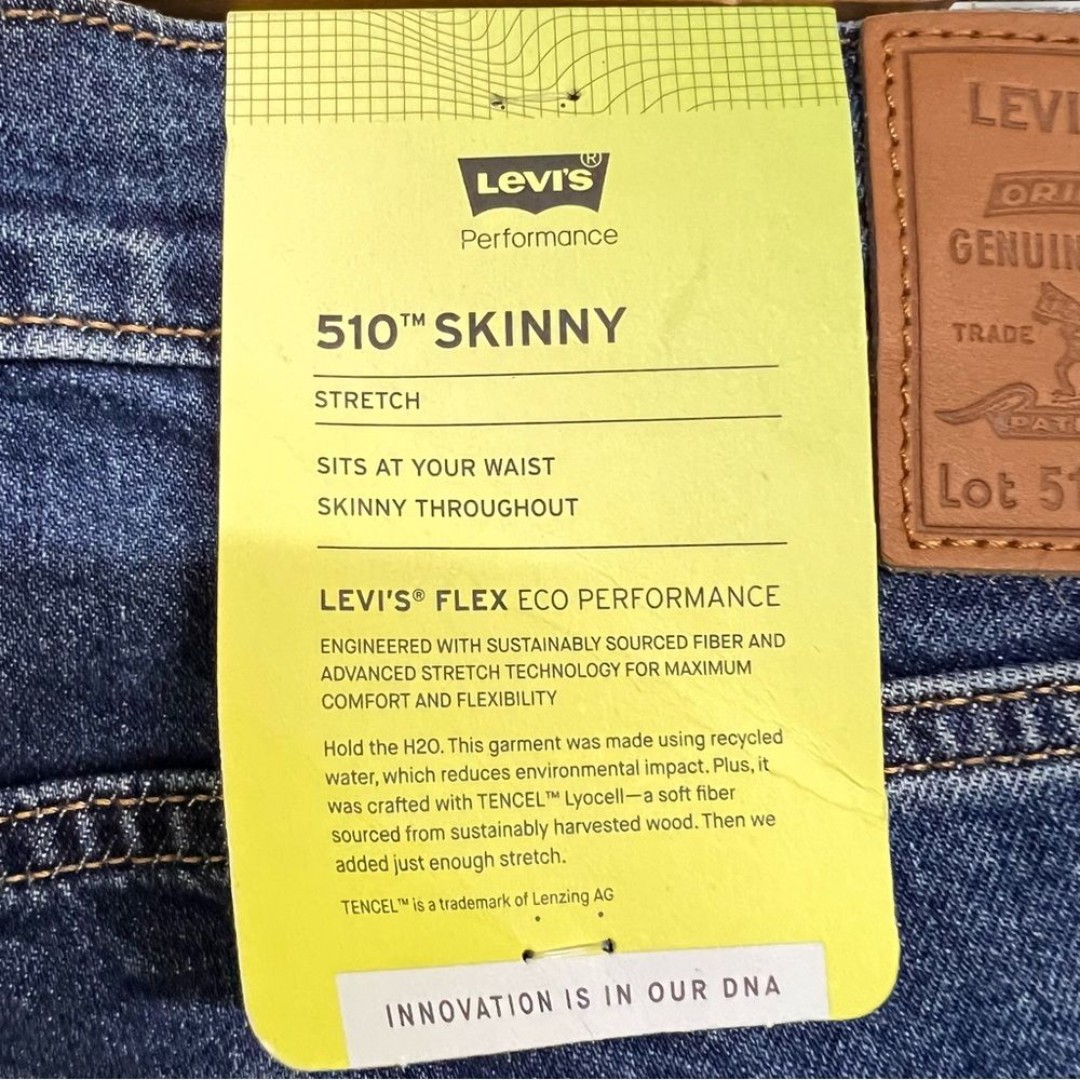 LEVI'S®
Performance
510™ SKINNY
STRETCH
SITS AT YOUR WAIST
SKINNY THROUGHOUT
LEVI'S® FLEX ECO PERFORMANCE
ENGINEERED WITH SUSTAINABLY SOURCED FIBER AND
ADVANCED STRETCH TECHNOLOGY FOR MAXIMUM
COMFORT AND FLEXIBILITY
Hold the H2O. This garment was made using recycled
water, which reduces environmental impact. Plus, it
was crafted with TENCEL™ Lyocell—a soft fiber
sourced from sustainably harvested wood. Then we
added just enough stretch.
TENCEL™ is a trademark of Lenzing AG
INNOVATION IS IN OUR DNA
LEVI
ORI
GENUIN
TRADE
PAT
Lot 51